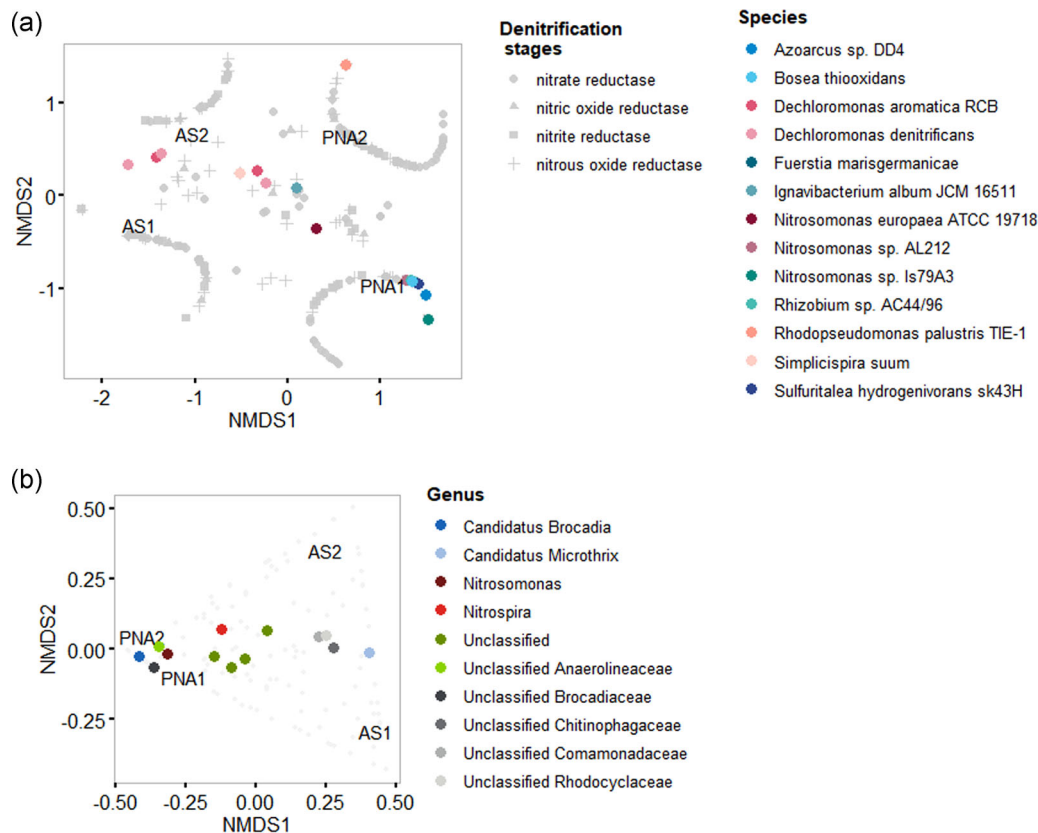 (a)
1
0
-1
NMDS2
-2
-1
0
1
NMDS1
AS2
PNA2
AS1
PNA1
Denitrification
stages
nitrate reductase
nitric oxide reductase
nitrite reductase
nitrous oxide reductase
Species
Azoarcus sp. DD4
Bosea thiooxidans
Dechloromonas aromatica RCB
Dechloromonas denitrificans
Fuerstia marisgermanicae
Ignavibacterium album JCM 16511
Nitrosomonas europaea ATCC 19718
Nitrosomonas sp. AL212
Nitrosomonas sp. Is79A3
Rhizobium sp. AC44/96
Rhodopseudomonas palustris TIE-1
Simplicispira suum
Sulfuritalea hydrogenivorans sk43H
(b)
0.50
0.25
0.00
-0.25
NMDS2
-0.50
-0.25
0.00
0.25
0.50
NMDS1
AS2
PNA2
PNA1
AS1
Genus
Candidatus Brocadia
Candidatus Microthrix
Nitrosomonas
Nitrospira
Unclassified
Unclassified Anaerolineaceae
Unclassified Brocadiaceae
Unclassified Chitinophagaceae
Unclassified Comamonadaceae
Unclassified Rhodocyclaceae